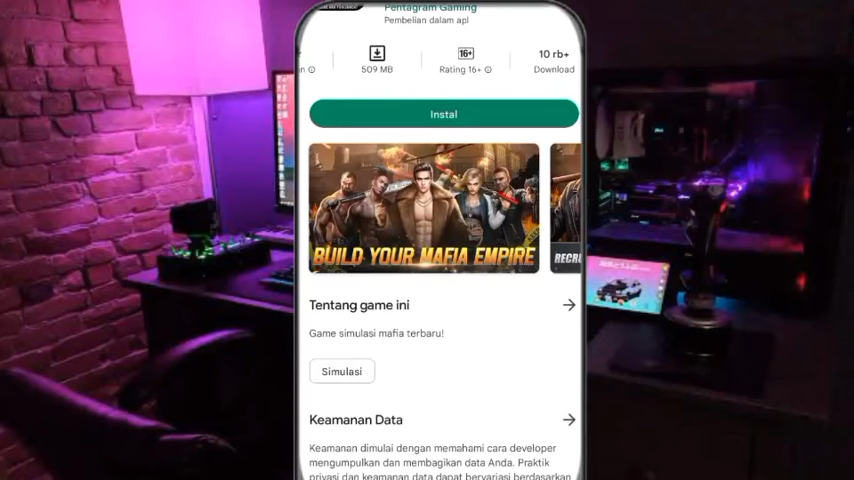 Pentagram Gaming
Pembelian dalam apl
16+
10 rb+
509 MB
Rating 16+
Download
Instal
BUILD YOUR MAFIA EMPIRE
RECR
Tentang game ini
Game simulasi mafia terbaru!
Simulasi
Keamanan Data
Keamanan dimulai dengan memahami cara developer
mengumpulkan dan membagikan data Anda. Praktik
privasi dan keamanan data dapat bervariasi berdasarkan